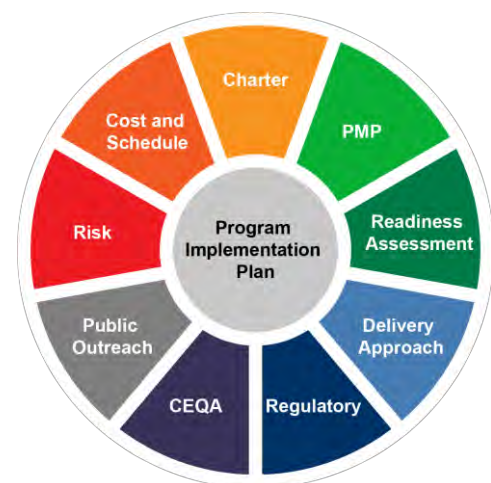 Charter
PMP
Readiness
Assessment
Delivery
Approach
Regulatory
CEQA
Public
Outreach
Risk
Cost and
Schedule
Program
Implementation
Plan